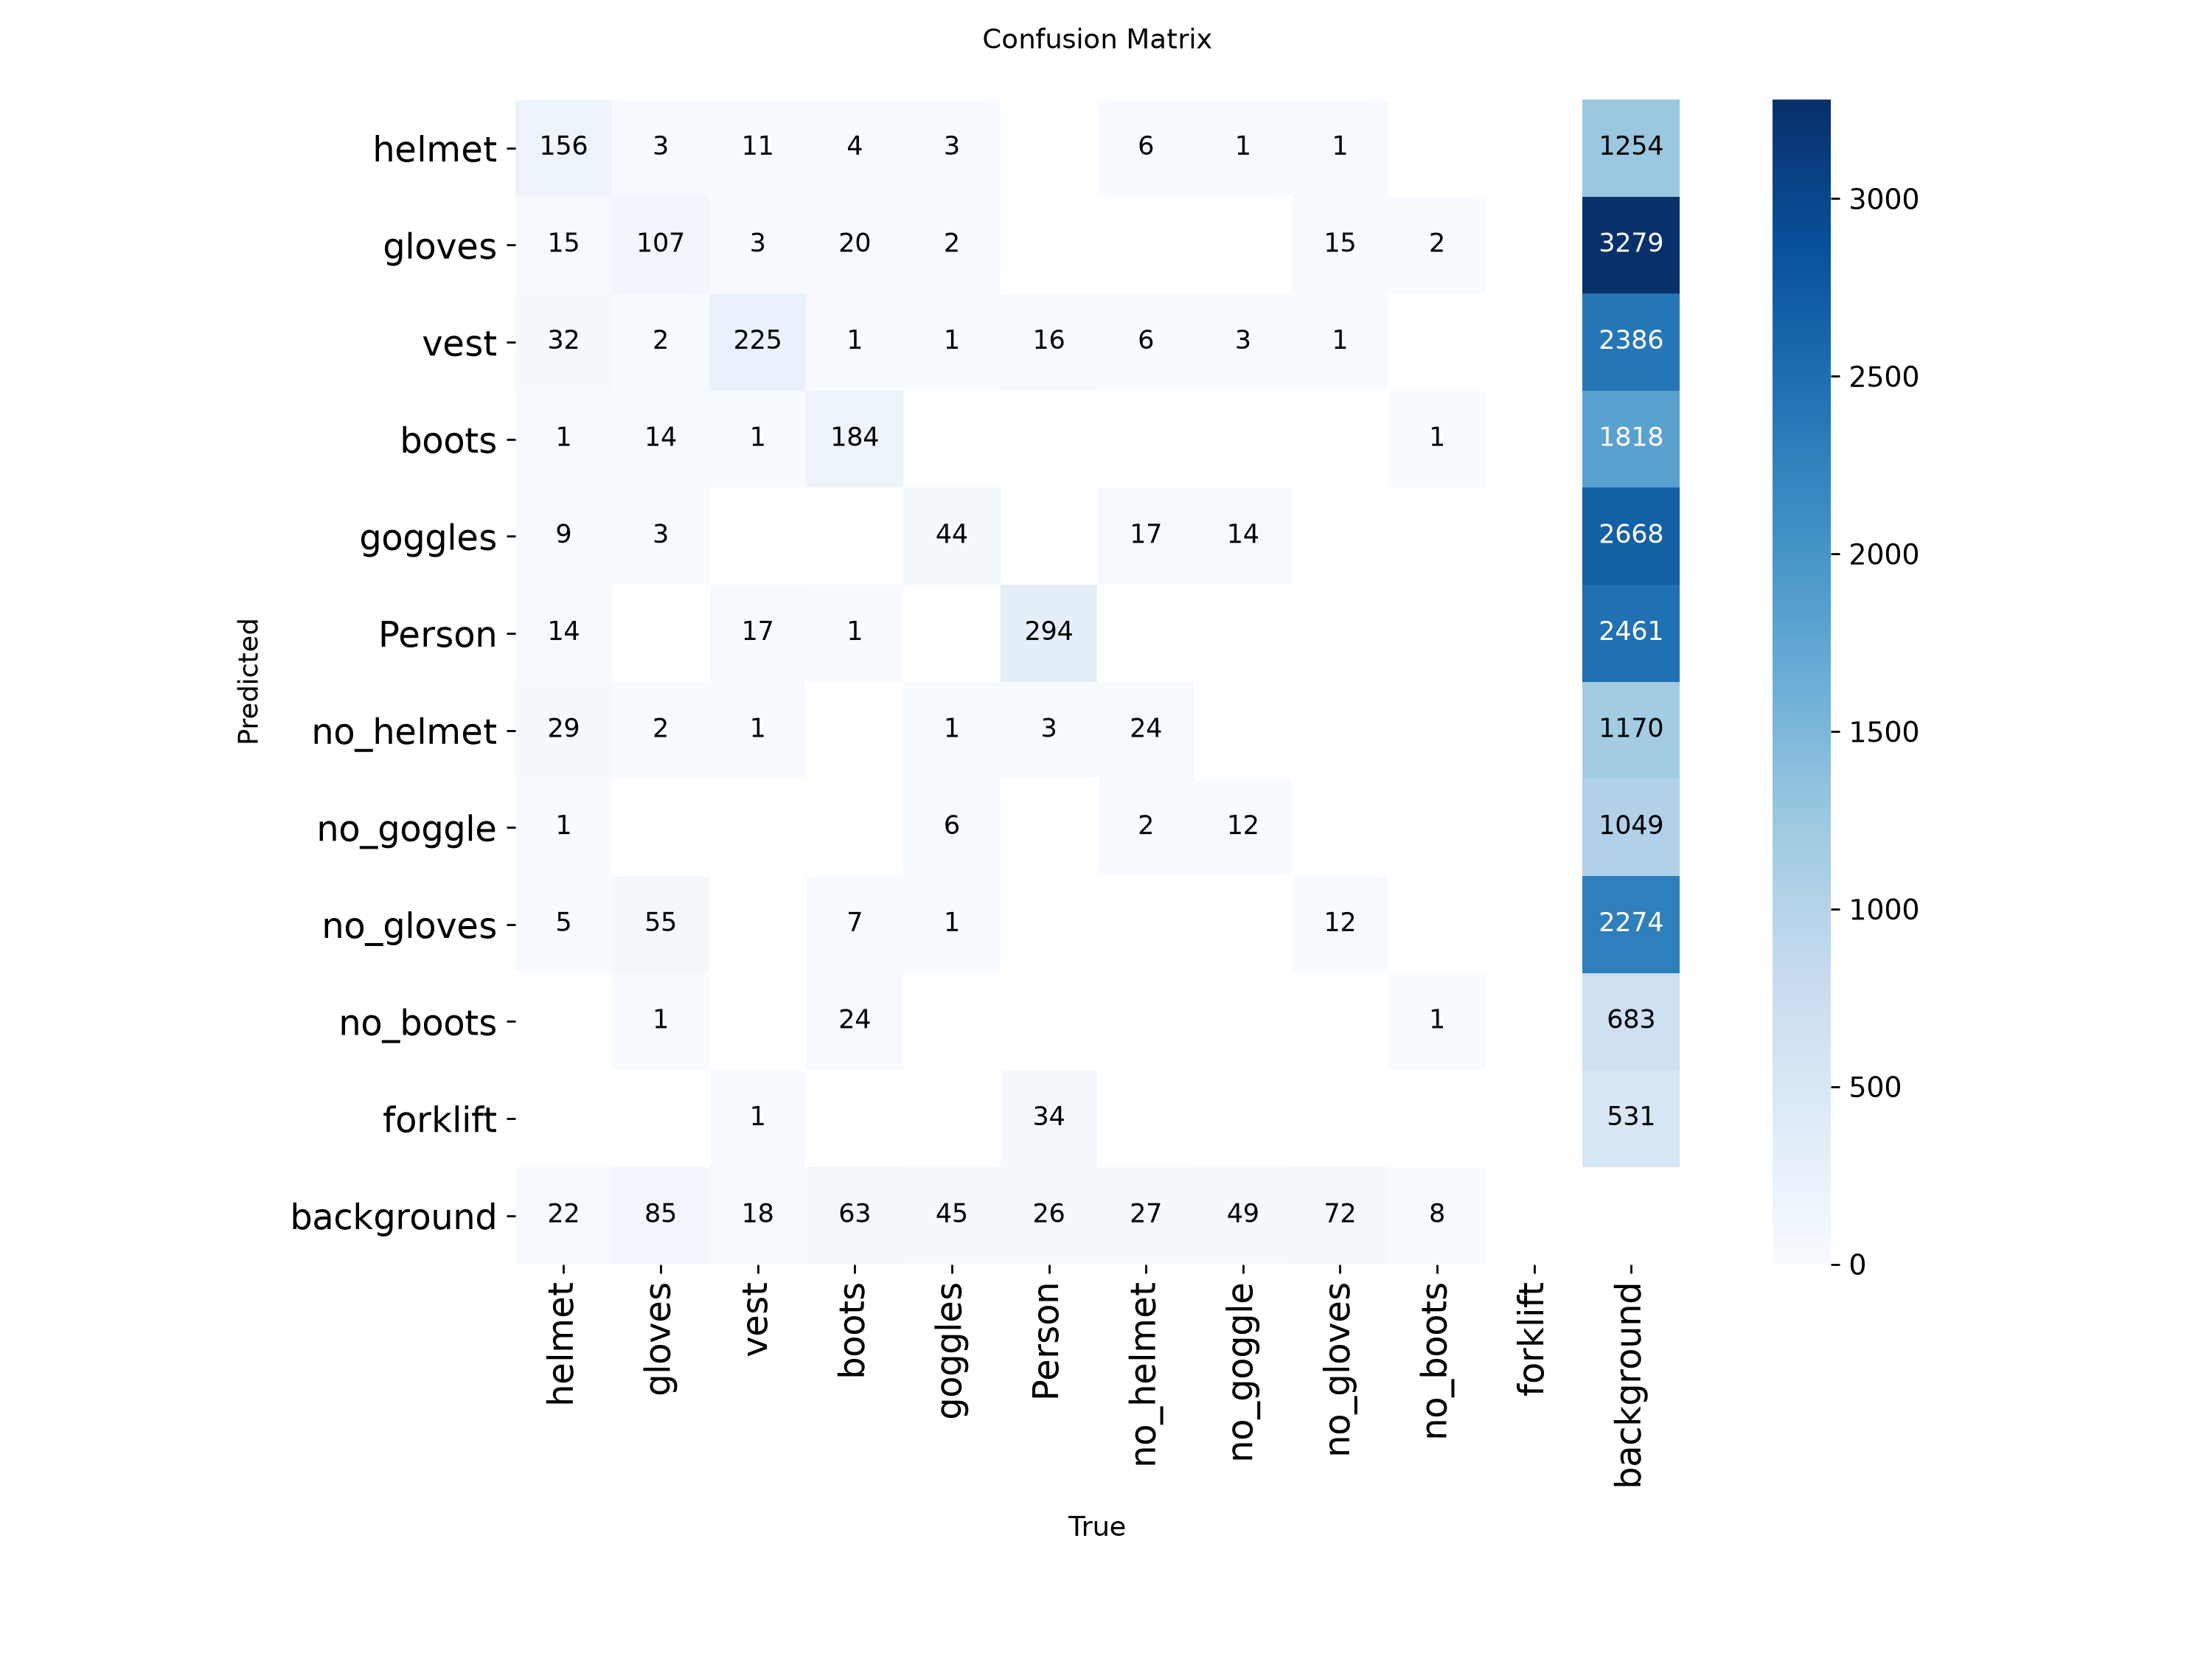 Confusion Matrix
helmet 156 3 11 4 3 6 1 1 1254
3000
gloves 15 107 3 20 2 15 2 3279
vest 32 2 225 1 1 16 6 3 1 2386
2500
boots 1 14 1 184 1 1818
goggles 9 3 44 17 14 2668
2000
Person 14 17 1 294 2461
Predicted
no_helmet 29 2 1 1 3 24 1170
1500
no_goggle 1 6 2 12 1049
1000
no_gloves 5 55 7 1 12 2274
no_boots 1 24 1 683
500
forklift 1 34 531
background 22 85 18 63 45 26 27 49 72 8
0
helmet gloves vest boots goggles Person no_helmet no_goggle no_gloves no_boots forklift background
True